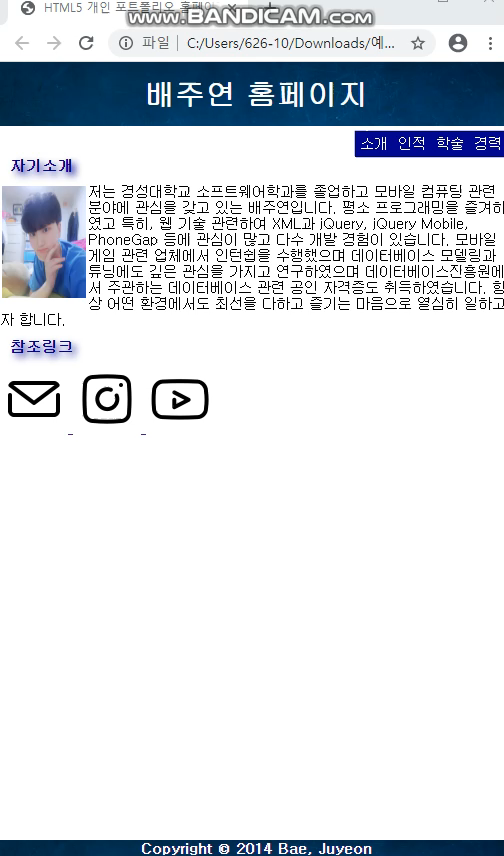 HTML5 개인 포트폴리오 홈페이
www.BANDICAM.com
파일 C:/Users/626-10/Downloads/예...
배주연 홈페이지
소개 인적 학술 경력
자기소개
저는 경성대학교 소프트웨어학과를 졸업하고 모바일 컴퓨팅 관련
분야에 관심을 갖고 있는 배주연입니다. 평소 프로그래밍을 즐겨하
였고 특히, 웹 기술 관련하여 XML과 jQuery, jQuery Mobile,
PhoneGap 등에 관심이 많고 다수 개발 경험이 있습니다. 모바일
게임 관련 업체에서 인턴쉽을 수행했으며 데이터베이스 모델링과
튜닝에도 깊은 관심을 가지고 연구하였으며 데이터베이스진흥원에
서 주관하는 데이터베이스 관련 공인 자격증도 취득하였습니다. 항
상 어떤 환경에서도 최선을 다하고 즐기는 마음으로 열심히 일하고
자 합니다.
참조링크
Copyright © 2014 Bae, Juyeon